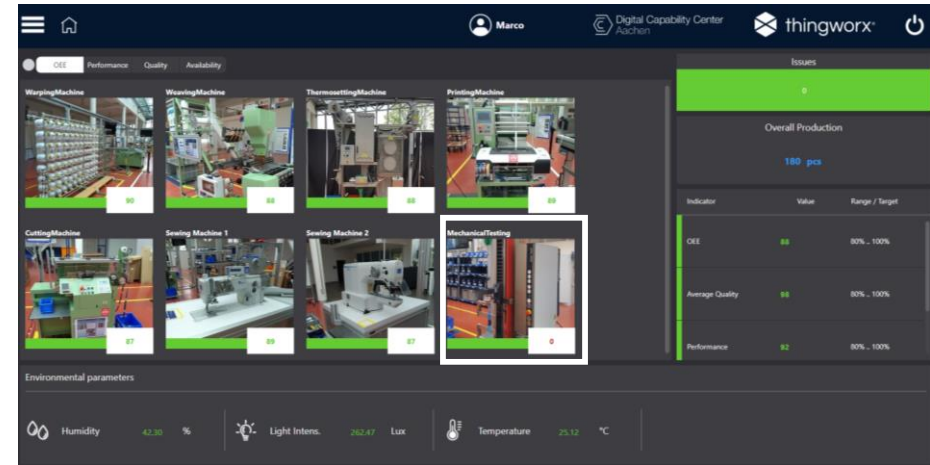 Marco
Digital Capability Center
Aachen
thingworx
OEE Performance Quality Availability
WarpingMachine WeavingMachine ThermosettingMachine PrintingMachine
90 88 88 89
CuttingMachine Sewing Machine 1 Sewing Machine 2 MechanicalTesting
87 89 87 0
Issues
0
Overall Production
180 pcs
Indicator Value Range / Target
OEE 88 80% .. 100%
Average Quality 98 80% .. 100%
Performance 92 80% .. 100%
Environmental parameters
Humidity 42.30 % Light Intens. 262.47 Lux Temperature 25.12 °C